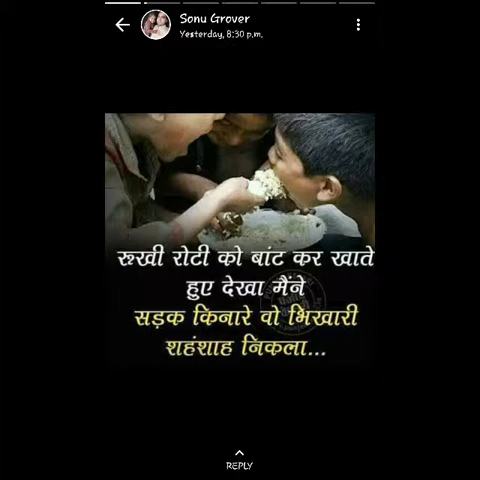 Sonu Grover
Yesterday, 8:30 p.m.
रूखी रोटी को बांट कर खाते
हुए देखा मैंने
सड़क किनारे वो भिखारी
शहंशाह निकला...
REPLY